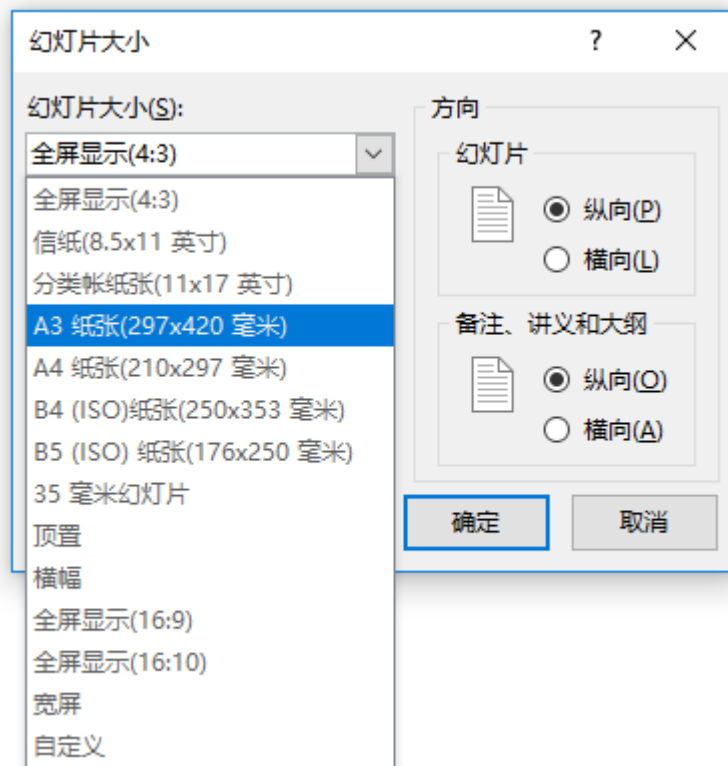 幻灯片大小
?
幻灯片大小(S):
全屏显示(4:3)
全屏显示(4:3)
信纸(8.5x11 英寸)
分类帐纸张(11x17 英寸)
A3 纸张(297x420 毫米)
A4 纸张(210x297 毫米)
B4 (ISO)纸张(250x353 毫米)
B5 (ISO) 纸张(176x250 毫米)
35 毫米幻灯片
顶置
横幅
全屏显示(16:9)
全屏显示(16:10)
宽屏
自定义
方向
幻灯片
纵向(P)
横向(L)
备注、讲义和大纲
纵向(O)
横向(A)
确定
取消